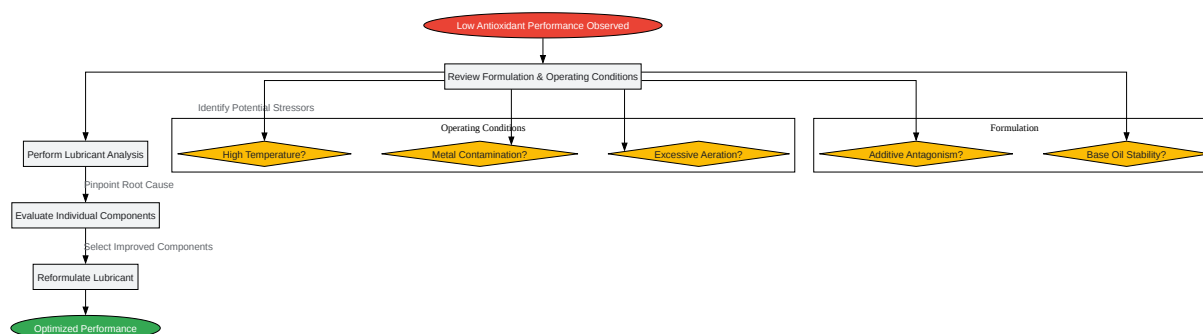 Low Antioxidant Performance Observed
Review Formulation & Operating Conditions
Identify Potential Stressors
Operating Conditions
Formulation
Perform Lubricant Analysis
High Temperature?
Metal Contamination?
Excessive Aeration?
Additive Antagonism?
Base Oil Stability?
Pinpoint Root Cause
Evaluate Individual Components
Select Improved Components
Reformulate Lubricant
Optimized Performance